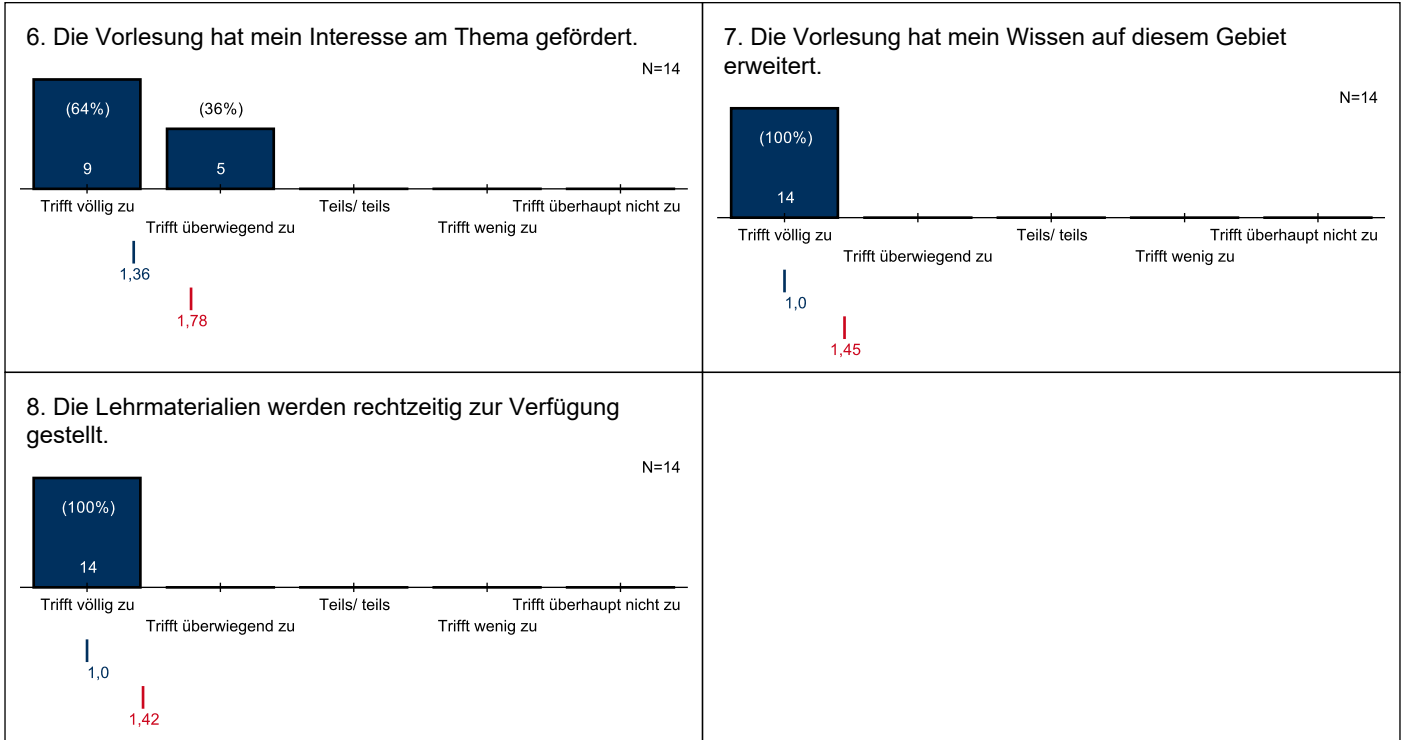 6. Die Vorlesung hat mein Interesse am Thema gefördert.
N=14
(64%)
(36%)
9
5
Trifft völlig zu
Trifft überwiegend zu
Teils/ teils
Trifft wenig zu
Trifft überhaupt nicht zu
1,36
1,78
7. Die Vorlesung hat mein Wissen auf diesem Gebiet
erweitert.
N=14
(100%)
14
Trifft völlig zu
Trifft überwiegend zu
Teils/ teils
Trifft wenig zu
Trifft überhaupt nicht zu
1,0
1,45
8. Die Lehrmaterialien werden rechtzeitig zur Verfügung
gestellt.
N=14
(100%)
14
Trifft völlig zu
Trifft überwiegend zu
Teils/ teils
Trifft wenig zu
Trifft überhaupt nicht zu
1,0
1,42